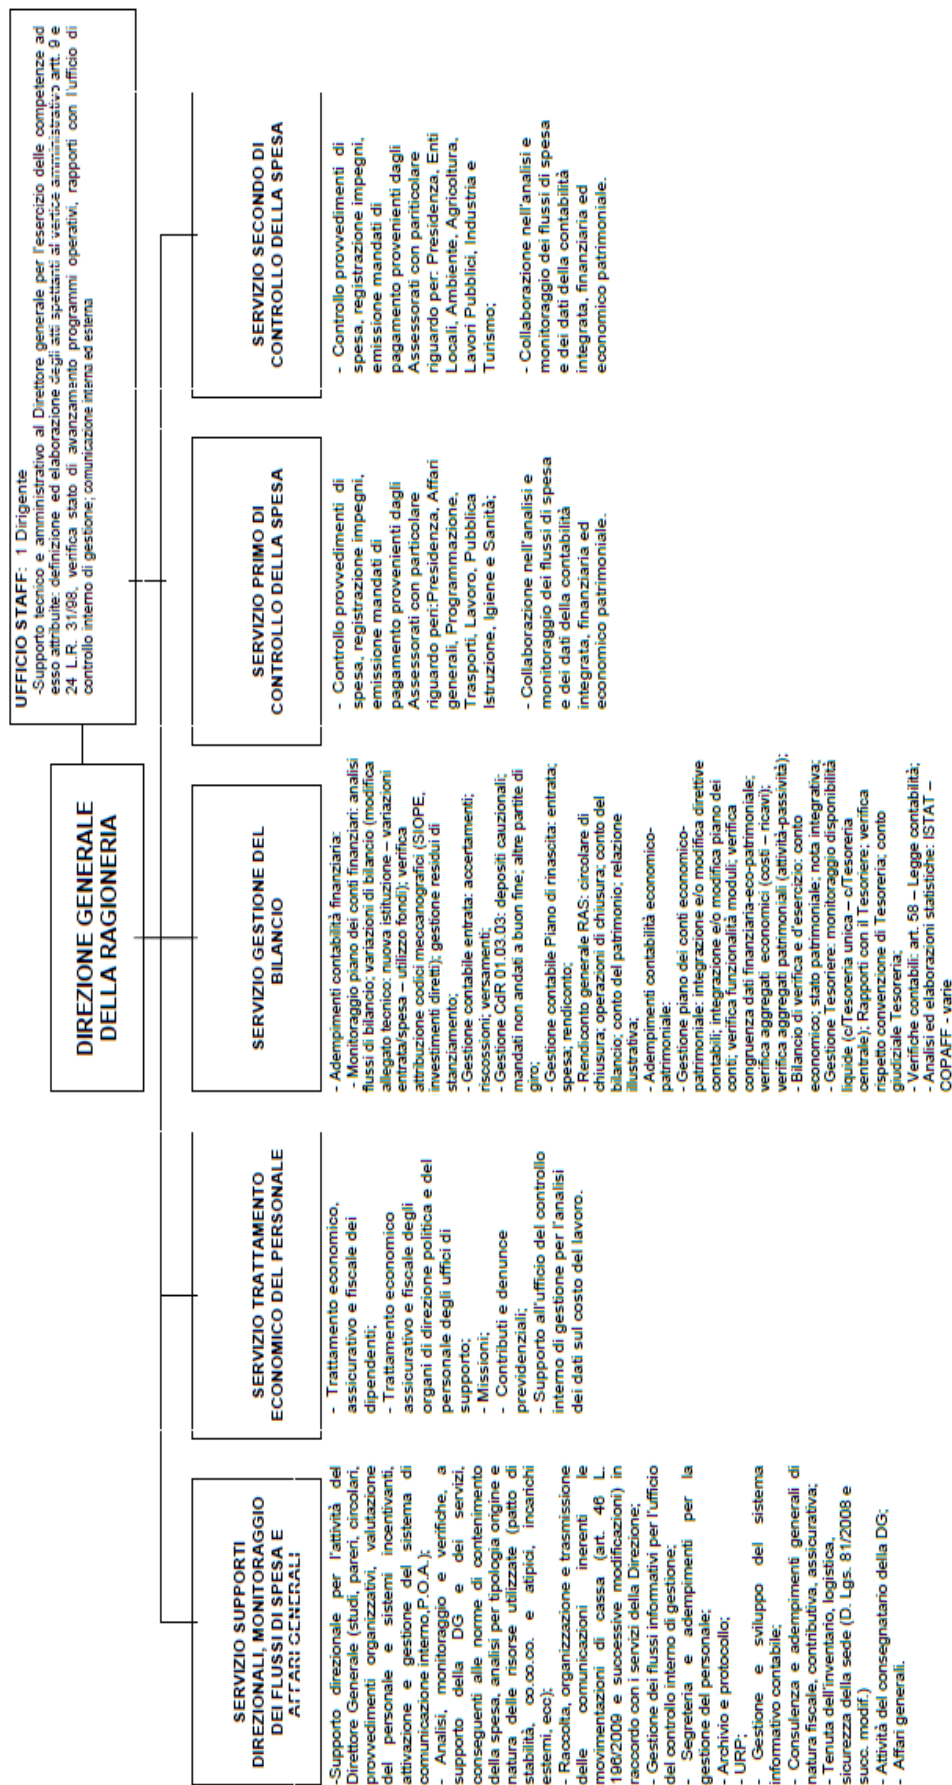 UFFICIO STAFF: 1 Dirigente
-Supporto tecnico e amministrativo al Direttore generale per l'esercizio delle competenze ad
esso attribuite: definizione ed elaborazione degli atti spettanti al vertice amministrativo artt. 9 e
24 L.R. 31/98, verifica stato di avanzamento programmi operativi, rapporti con l'ufficio di
controllo interno di gestione; comunicazione interna ed esterna
DIREZIONE GENERALE
DELLA RAGIONERIA
SERVIZIO SUPPORTI
DIREZIONALI, MONITORAGGIO
DEI FLUSSI DI SPESA E
AFFARI GENERALI
-Supporto direzionale per l'attività del
Direttore Generale (studi, pareri, circolari,
provvedimenti organizzativi, valutazione
del personale e sistemi incentivanti,
attivazione e gestione del sistema di
comunicazione interno,P.O.A.);
- Analisi, monitoraggio e verifiche, a
supporto della DG e dei servizi,
conseguenti alle norme di contenimento
della spesa, analisi per tipologia origine e
natura delle risorse utilizzate (patto di
stabilità, co.co.co. e atipici, incarichi
esterni, ecc);
- Raccolta, organizzazione e trasmissione
delle comunicazioni inerenti le
movimentazioni di cassa (art. 46 L.
196/2009 e successive modificazioni) in
raccordo con i servizi della Direzione;
- Gestione dei flussi informativi per l'ufficio
del controllo interno di gestione;
- Segreteria e adempimenti per la
gestione del personale;
- Archivio e protocollo;
- URP;
- Gestione e sviluppo del sistema
informativo contabile;
- Consulenza e adempimenti generali di
natura fiscale, contributiva, assicurativa;
- Tenuta dell'inventario, logistica,
sicurezza della sede (D. Lgs. 81/2008 e
succ. modif.)
- Attività del consegnatario della DG;
- Affari generali.
SERVIZIO TRATTAMENTO
ECONOMICO DEL PERSONALE
- Trattamento economico,
assicurativo e fiscale dei
dipendenti;
- Trattamento economico
assicurativo e fiscale degli
organi di direzione politica e del
personale degli uffici di
supporto;
- Missioni;
- Contributi e denunce
previdenziali;
- Supporto all'ufficio del controllo
interno di gestione per l'analisi
dei dati sul costo del lavoro.
SERVIZIO GESTIONE DEL
BILANCIO
- Adempimenti contabilità finanziaria:
- Monitoraggio piano dei conti finanziari: analisi
flussi di bilancio; variazioni di bilancio (modifica
allegato tecnico: nuova istituzione – variazioni
entrata/spesa – utilizzo fondi); verifica
attribuzione codici meccanografici (SIOPE,
investimenti diretti); gestione residui di
stanziamento;
- Gestione contabile entrata: accertamenti;
riscossioni; versamenti;
- Gestione CdR 01.03.03: depositi cauzionali;
mandati non andati a buon fine; altre partite di
giro;
- Gestione contabile Piano di rinascita: entrata;
spesa; rendiconto;
- Rendiconto generale RAS: circolare di
chiusura; operazioni di chiusura; conto del
bilancio; conto del patrimonio; relazione
illustrativa;
- Adempimenti contabilità economico-
patrimoniale:
- Gestione piano dei conti economico-
patrimoniale: integrazione e/o modifica direttive
contabili; integrazione e/o modifica piano dei
conti; verifica funzionalità moduli; verifica
congruenza dati finanziaria-eco-patrimoniale;
verifica aggregati economici (costi – ricavi);
verifica aggregati patrimoniali (attività-passività);
- Bilancio di verifica e d'esercizio: conto
economico; stato patrimoniale; nota integrativa;
- Gestione Tesoriere: monitoraggio disponibilità
liquide (c/Tesoreria unica – c/Tesoreria
centrale); Rapporti con il Tesoriere; verifica
rispetto convenzione di Tesoreria; conto
giudiziale Tesoreria;
- Verifiche contabili: art. 58 – Legge contabilità;
- Analisi ed elaborazioni statistiche: ISTAT –
COPAFF - varie
SERVIZIO PRIMO DI
CONTROLLO DELLA SPESA
- Controllo provvedimenti di
spesa, registrazione impegni,
emissione mandati di
pagamento provenienti dagli
Assessorati con particolare
riguardo peri:Presidenza, Affari
generali, Programmazione,
Trasporti, Lavoro, Pubblica
Istruzione, Igiene e Sanità;
- Collaborazione nell'analisi e
monitoraggio dei flussi di spesa
e dei dati della contabilità
integrata, finanziaria ed
economico patrimoniale.
SERVIZIO SECONDO DI
CONTROLLO DELLA SPESA
- Controllo provvedimenti di
spesa, registrazione impegni,
emissione mandati di
pagamento provenienti dagli
Assessorati con pariticolare
riguardo per: Presidenza, Enti
Locali, Ambiente, Agricoltura,
Lavori Pubblici, Industria e
Turismo;
- Collaborazione nell'analisi e
monitoraggio dei flussi di spesa
e dei dati della contabilità
integrata, finanziaria ed
economico patrimoniale.